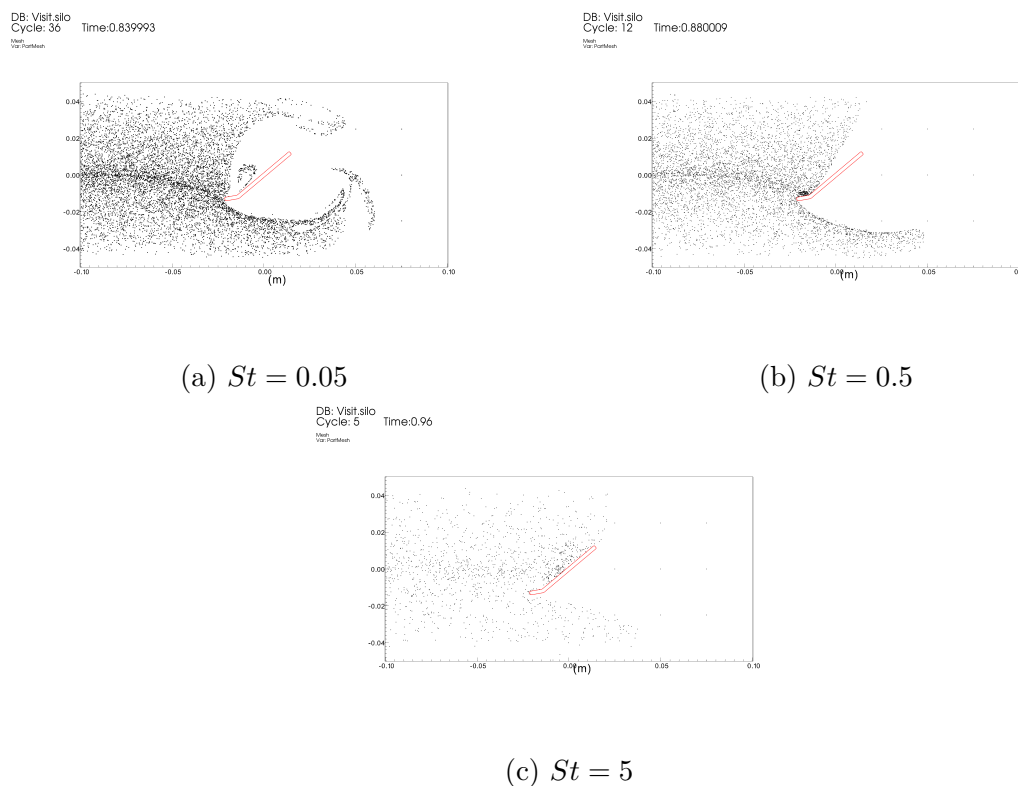 DB: Visit.silo
Cycle: 36 Time:0.839993
Mesh
Var: PartMesh
0.04
0.02
0.00
-0.02
-0.04
-0.10 -0.05 0.00 0.05 0.10
(m)
(a) St = 0.05
DB: Visit.silo
Cycle: 12 Time:0.880009
Mesh
Var: PartMesh
0.04
0.02
0.00
-0.02
-0.04
-0.10 -0.05 0.00 0.05
(m)
(b) St = 0.5
DB: Visit.silo
Cycle: 5 Time:0.96
Mesh
Var: PartMesh
0.04
0.02
0.00
-0.02
-0.04
-0.10 -0.05 0.00 0.05 0.10
(m)
(c) St = 5